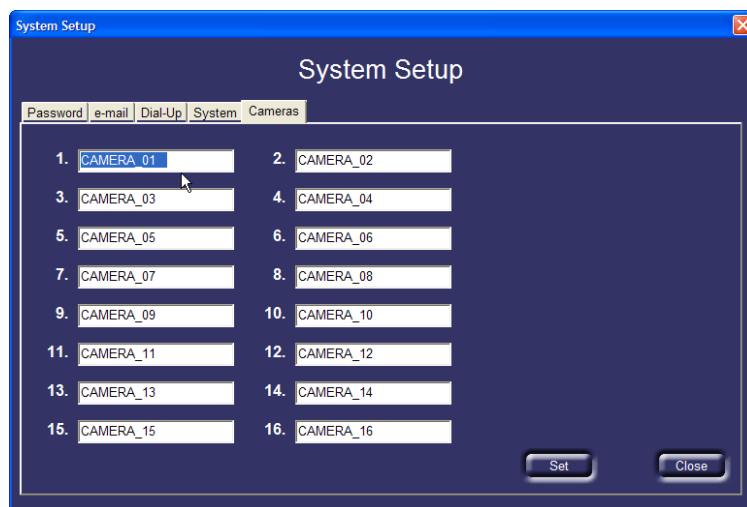 System Setup
System Setup
Password e-mail Dial-Up System Cameras
1. CAMERA_01 2. CAMERA_02
3. CAMERA_03 4. CAMERA_04
5. CAMERA_05 6. CAMERA_06
7. CAMERA_07 8. CAMERA_08
9. CAMERA_09 10. CAMERA_10
11. CAMERA_11 12. CAMERA_12
13. CAMERA_13 14. CAMERA_14
15. CAMERA_15 16. CAMERA_16
Set Close